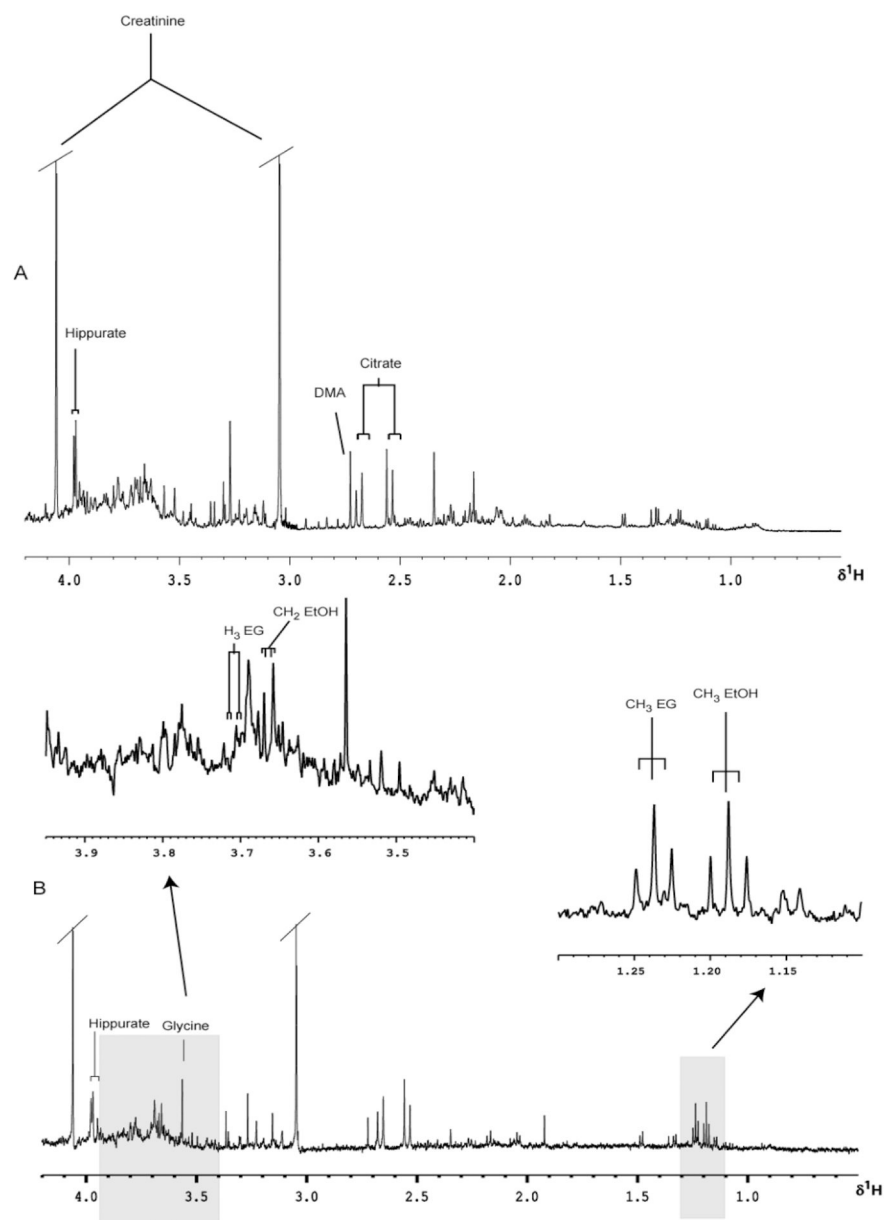 Creatinine
A
Hippurate
Citrate
DMA
4.0 3.5 3.0 2.5 2.0 1.5 1.0 δ¹H
H₃ EG
CH₂ EtOH
3.9 3.8 3.7 3.6 3.5
CH₃ EG
CH₃ EtOH
1.25 1.20 1.15
B
Hippurate Glycine
4.0 3.5 3.0 2.5 2.0 1.5 1.0 δ¹H